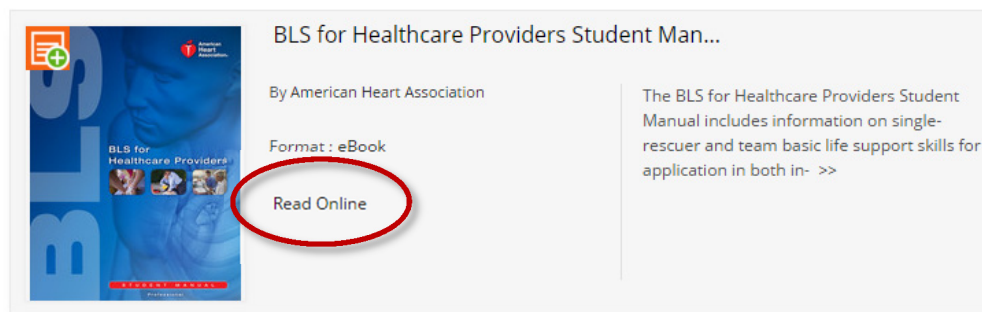 BLS for Healthcare Providers Student Man...
By American Heart Association
Format : eBook
Read Online
The BLS for Healthcare Providers Student
Manual includes information on single-
rescuer and team basic life support skills for
application in both in- >>
American
Heart
Association.
BLS
BLS for
Healthcare Providers
STUDENT MANUAL
Professional